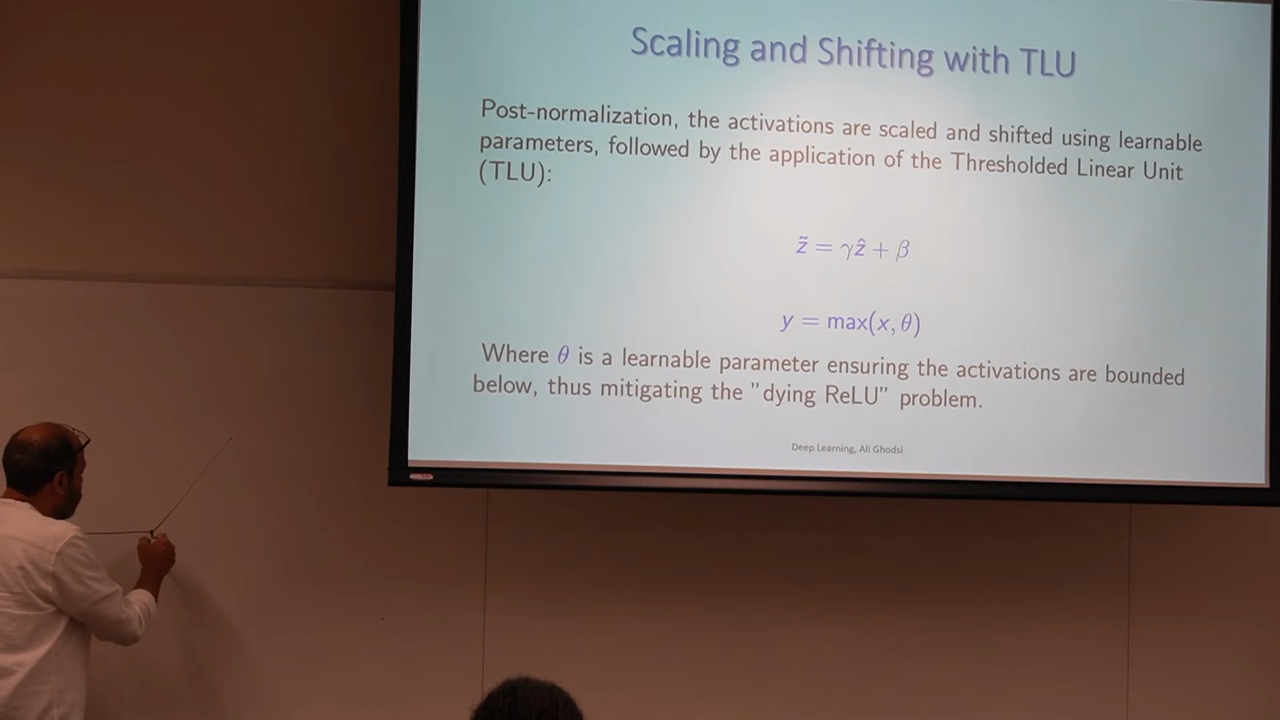 Scaling and Shifting with TLU
Post-normalization, the activations are scaled and shifted using learnable
parameters, followed by the application of the Thresholded Linear Unit
(TLU):
z̃ = γẑ + β
y = max(x, θ)
Where θ is a learnable parameter ensuring the activations are bounded
below, thus mitigating the "dying ReLU" problem.
Deep Learning, Ali Ghodsi